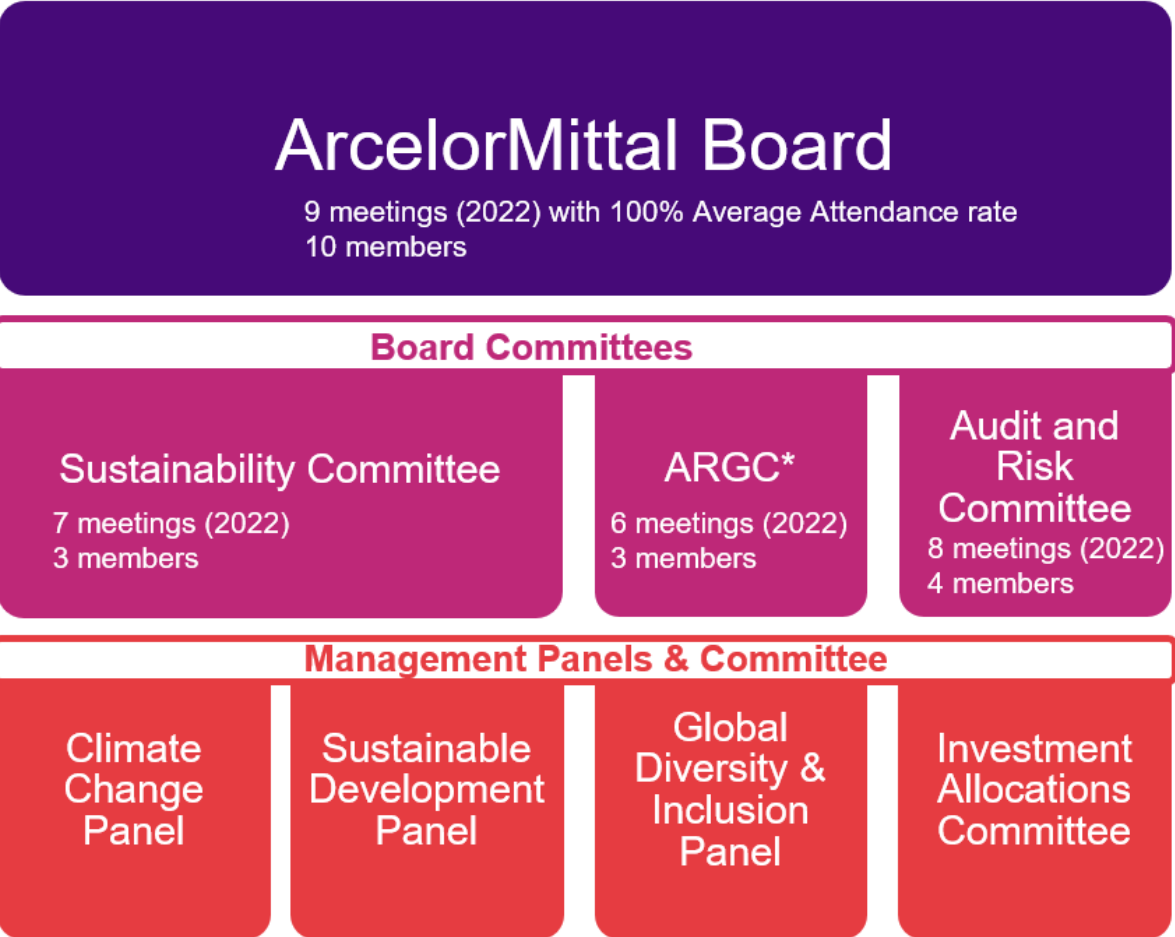 ArcelorMittal Board
9 meetings (2022) with 100% Average Attendance rate
10 members
Board Committees
Sustainability Committee
7 meetings (2022)
3 members
ARGC*
6 meetings (2022)
3 members
Audit and
Risk
Committee
8 meetings (2022)
4 members
Management Panels & Committee
Climate
Change
Panel
Sustainable
Development
Panel
Global
Diversity &
Inclusion
Panel
Investment
Allocations
Committee